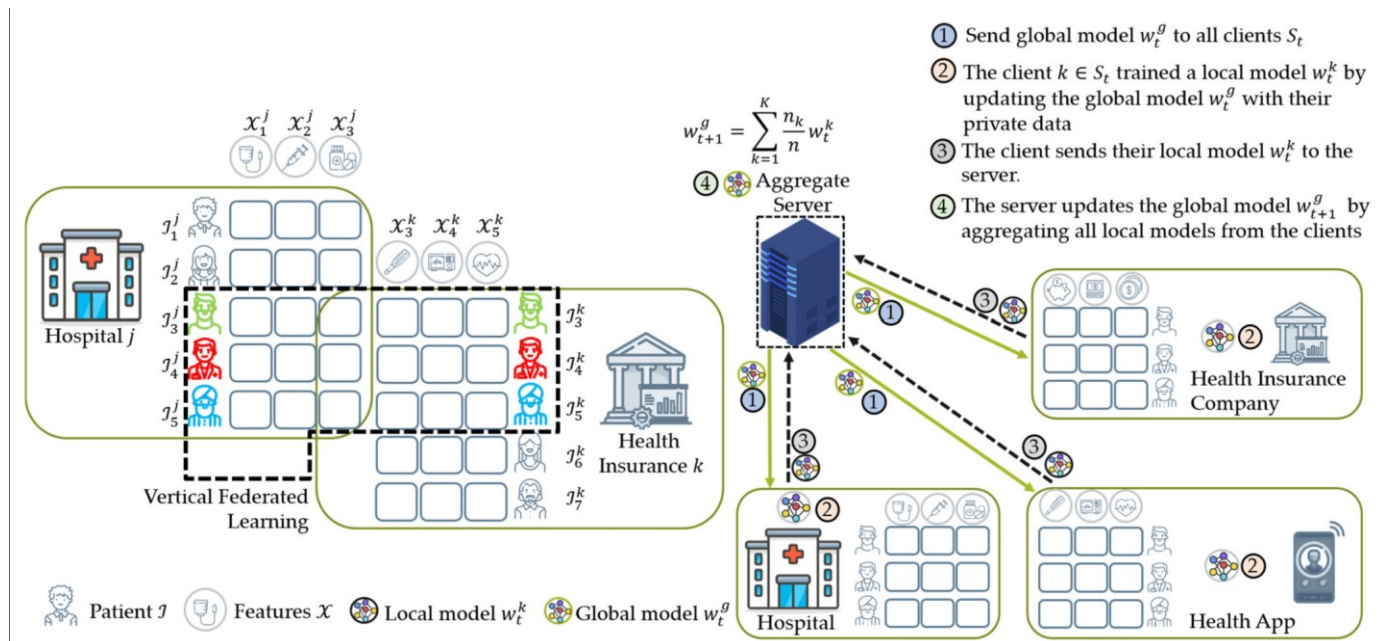 ① Send global model w_t^g to all clients S_t
② The client k ∈ S_t trained a local model w_t^k by
updating the global model w_t^g with their
private data
③ The client sends their local model w_t^k to the
server.
④ The server updates the global model w_{t+1}^g by
aggregating all local models from the clients
𝒳_1^j 𝒳_2^j 𝒳_3^j
ℐ_1^j
ℐ_2^j
ℐ_3^j
ℐ_4^j
ℐ_5^j
Hospital j
𝒳_3^k 𝒳_4^k 𝒳_5^k
ℐ_3^k
ℐ_4^k
ℐ_5^k
ℐ_6^k
ℐ_7^k
Health
Insurance k
Vertical Federated
Learning
w_{t+1}^g = \sum_{k=1}^{K} \frac{n_k}{n} w_t^k
④ Aggregate
Server
①
③
②
Health Insurance
Company
①
③
②
Hospital
①
③
②
Health App
Patient ℐ
Features 𝒳
Local model w_t^k
Global model w_t^g